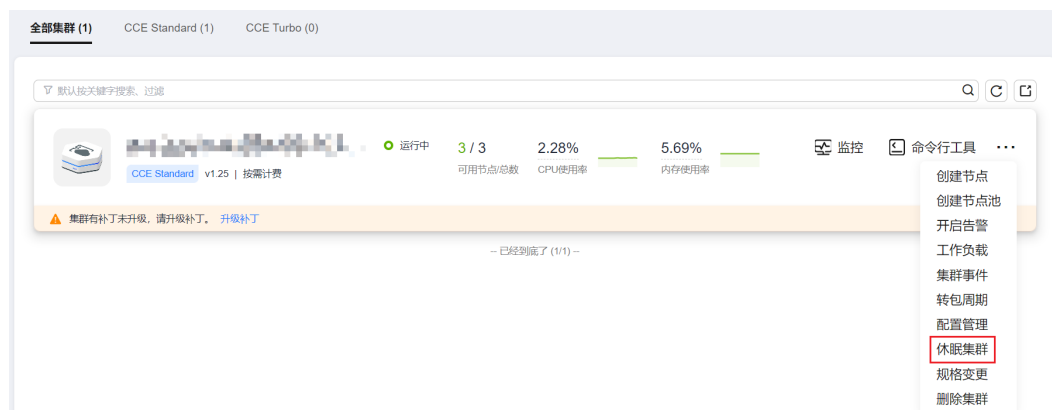 全部集群 (1) CCE Standard (1) CCE Turbo (0)
默认按关键字搜索、过滤
运行中 3 / 3 2.28% 5.69% 监控 命令行工具 ···
CCE Standard v1.25 | 按需计费 可用节点/总数 CPU使用率 内存使用率
集群有补丁未升级，请升级补丁。 升级补丁
-- 已经到底了 (1/1) --
创建节点
创建节点池
开启告警
工作负载
集群事件
转包周期
配置管理
休眠集群
规格变更
删除集群